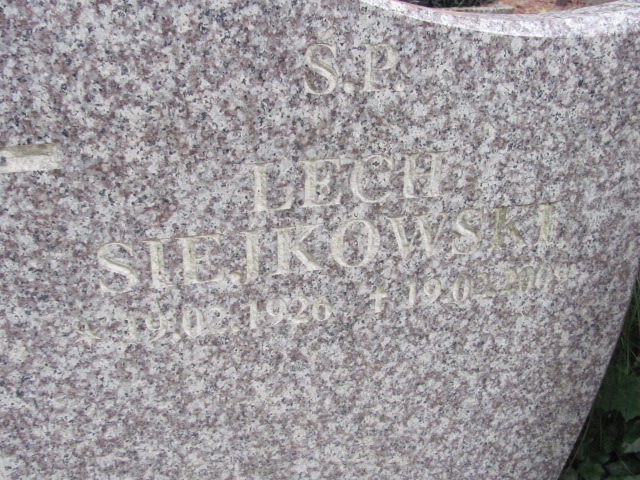 Ś.P.
LECH
SIEJKOWSKI
* 19.02.1926 † 19.02.2009